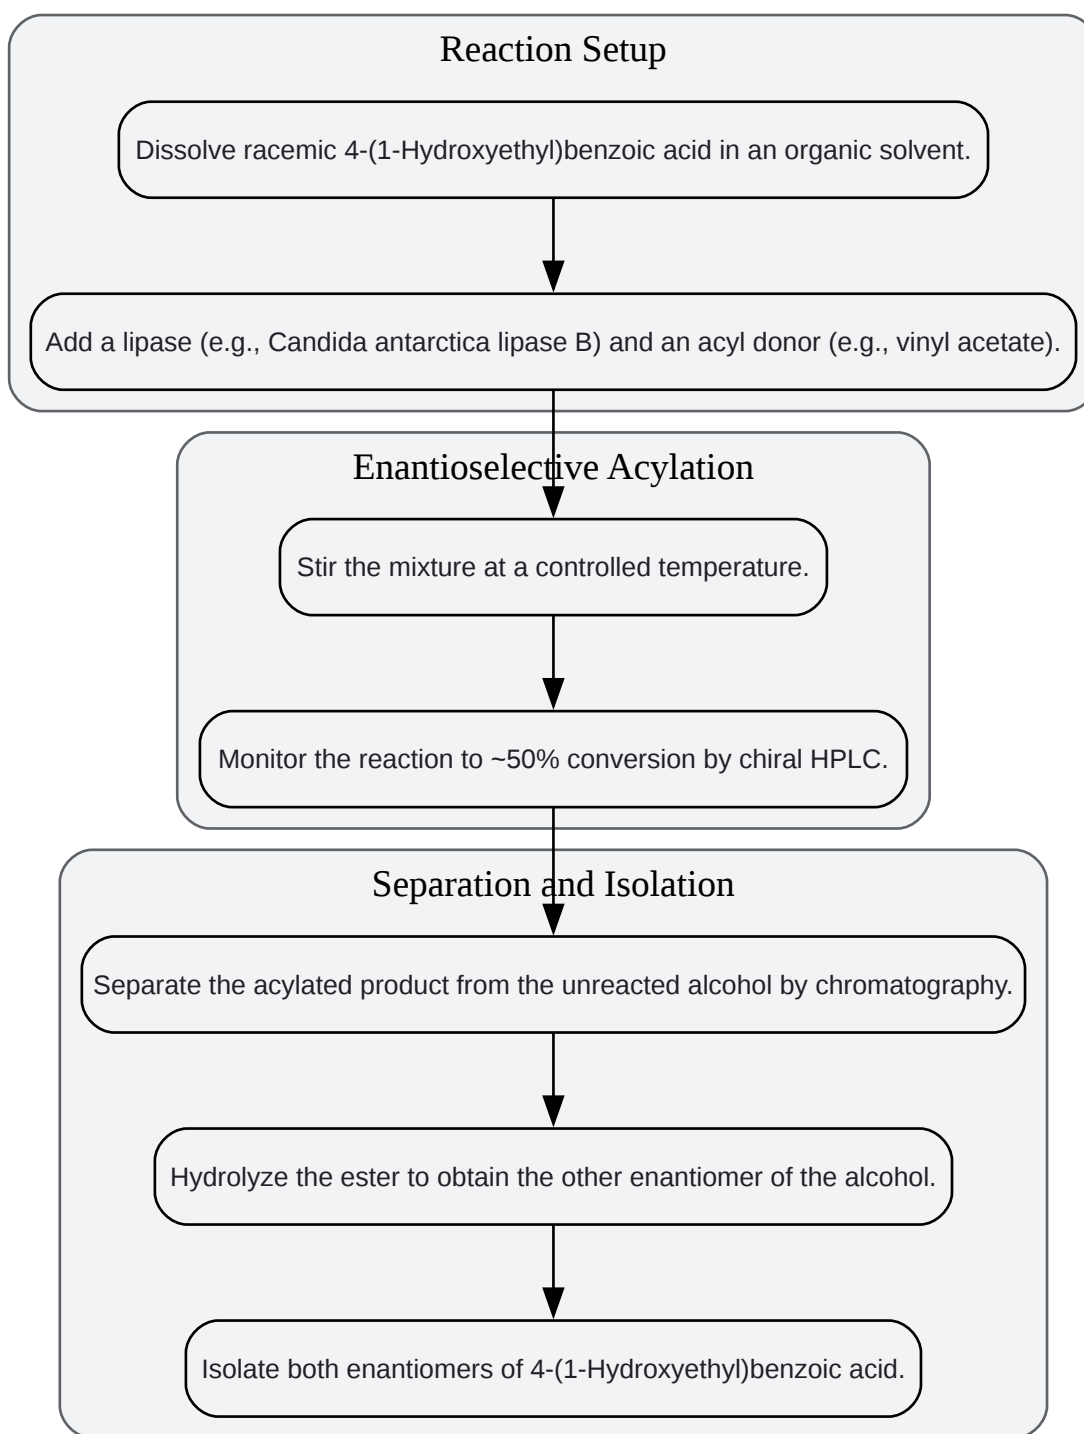 Reaction Setup
Dissolve racemic 4-(1-Hydroxyethyl)benzoic acid in an organic solvent.
Add a lipase (e.g., Candida antarctica lipase B) and an acyl donor (e.g., vinyl acetate).
Enantioselective Acylation
Stir the mixture at a controlled temperature.
Monitor the reaction to ~50% conversion by chiral HPLC.
Separation and Isolation
Separate the acylated product from the unreacted alcohol by chromatography.
Hydrolyze the ester to obtain the other enantiomer of the alcohol.
Isolate both enantiomers of 4-(1-Hydroxyethyl)benzoic acid.